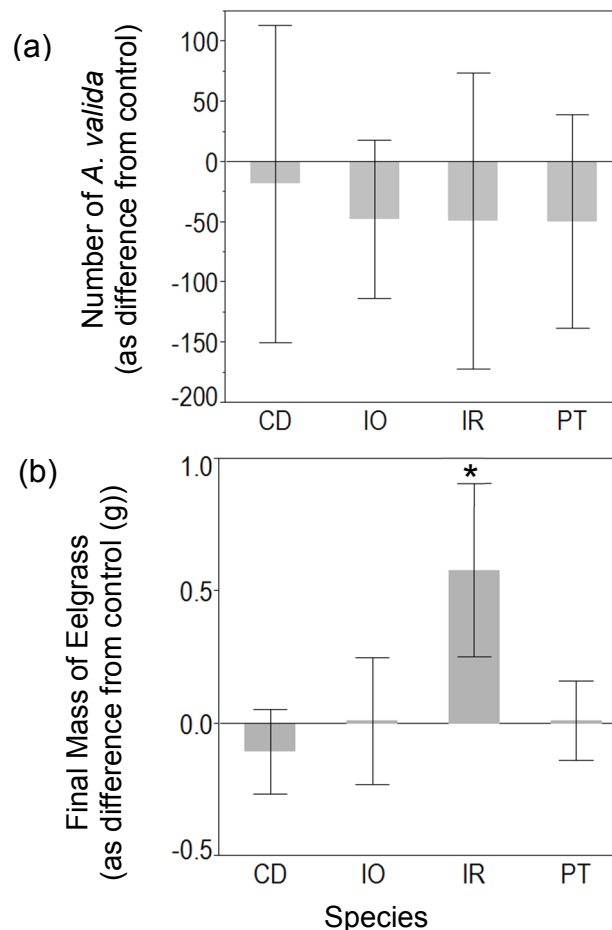 (a)
Number of A. valida
(as difference from control)
100
50
0
-50
-100
-150
-200
CD IO IR PT
(b)
Final Mass of Eelgrass
(as difference from control (g))
1.0
0.5
0.0
-0.5
*
CD IO IR PT
Species